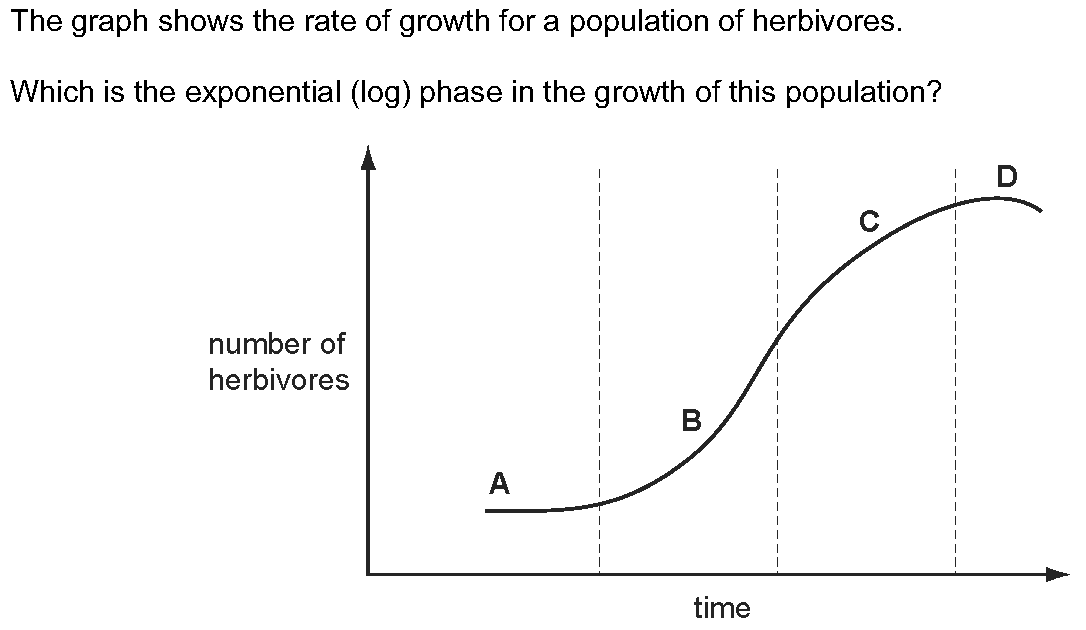 The graph shows the rate of growth for a population of herbivores.
Which is the exponential (log) phase in the growth of this population?
D
C
number of
herbivores
B
A
time